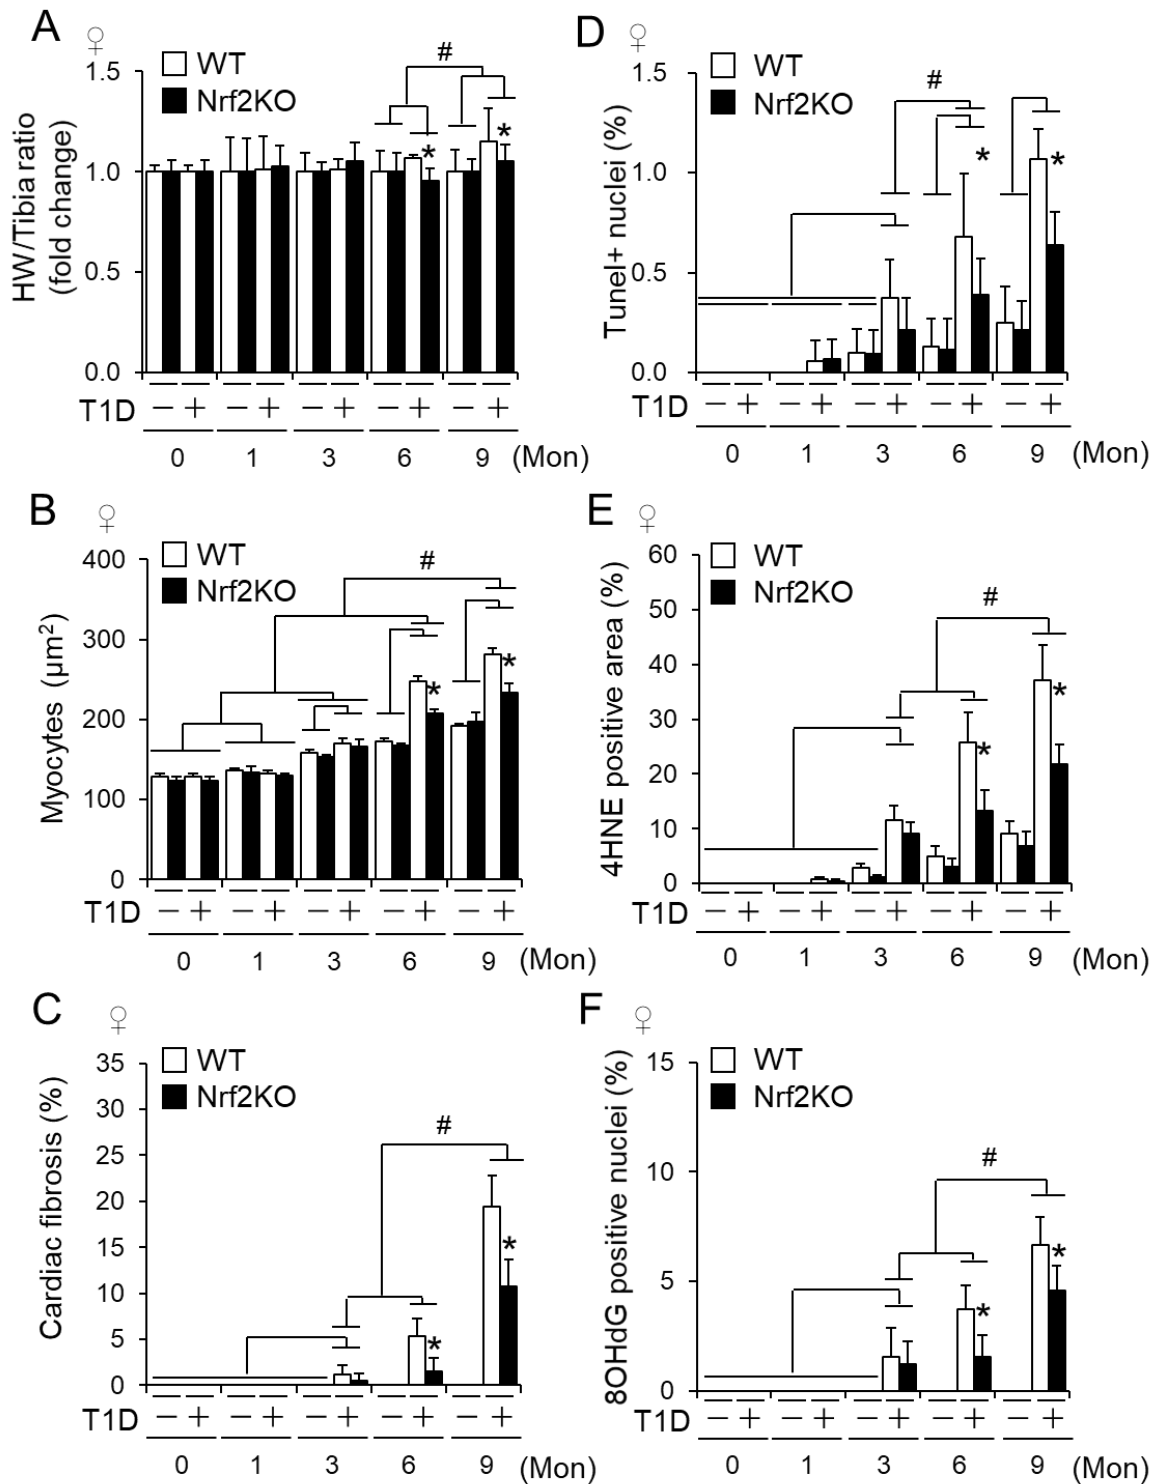 A ♀
WT
Nrf2KO
#
HW/Tibia ratio
(fold change)
1.5
1.0
0.5
0.0
* *
T1D − + − + − + − + − +
0 1 3 6 9 (Mon)
B ♀
WT
Nrf2KO
#
Myocytes (μm²)
400
300
200
100
0
* *
T1D − + − + − + − + − +
0 1 3 6 9 (Mon)
C ♀
WT
Nrf2KO
#
Cardiac fibrosis (%)
35
30
25
20
15
10
5
0
* *
T1D − + − + − + − + − +
0 1 3 6 9 (Mon)
D ♀
WT
Nrf2KO
#
Tunel+ nuclei (%)
1.5
1.0
0.5
0.0
* *
T1D − + − + − + − + − +
0 1 3 6 9 (Mon)
E ♀
WT
Nrf2KO
#
4HNE positive area (%)
60
50
40
30
20
10
0
* *
T1D − + − + − + − + − +
0 1 3 6 9 (Mon)
F ♀
WT
Nrf2KO
#
8OHdG positive nuclei (%)
15
10
5
0
* *
T1D − + − + − + − + − +
0 1 3 6 9 (Mon)